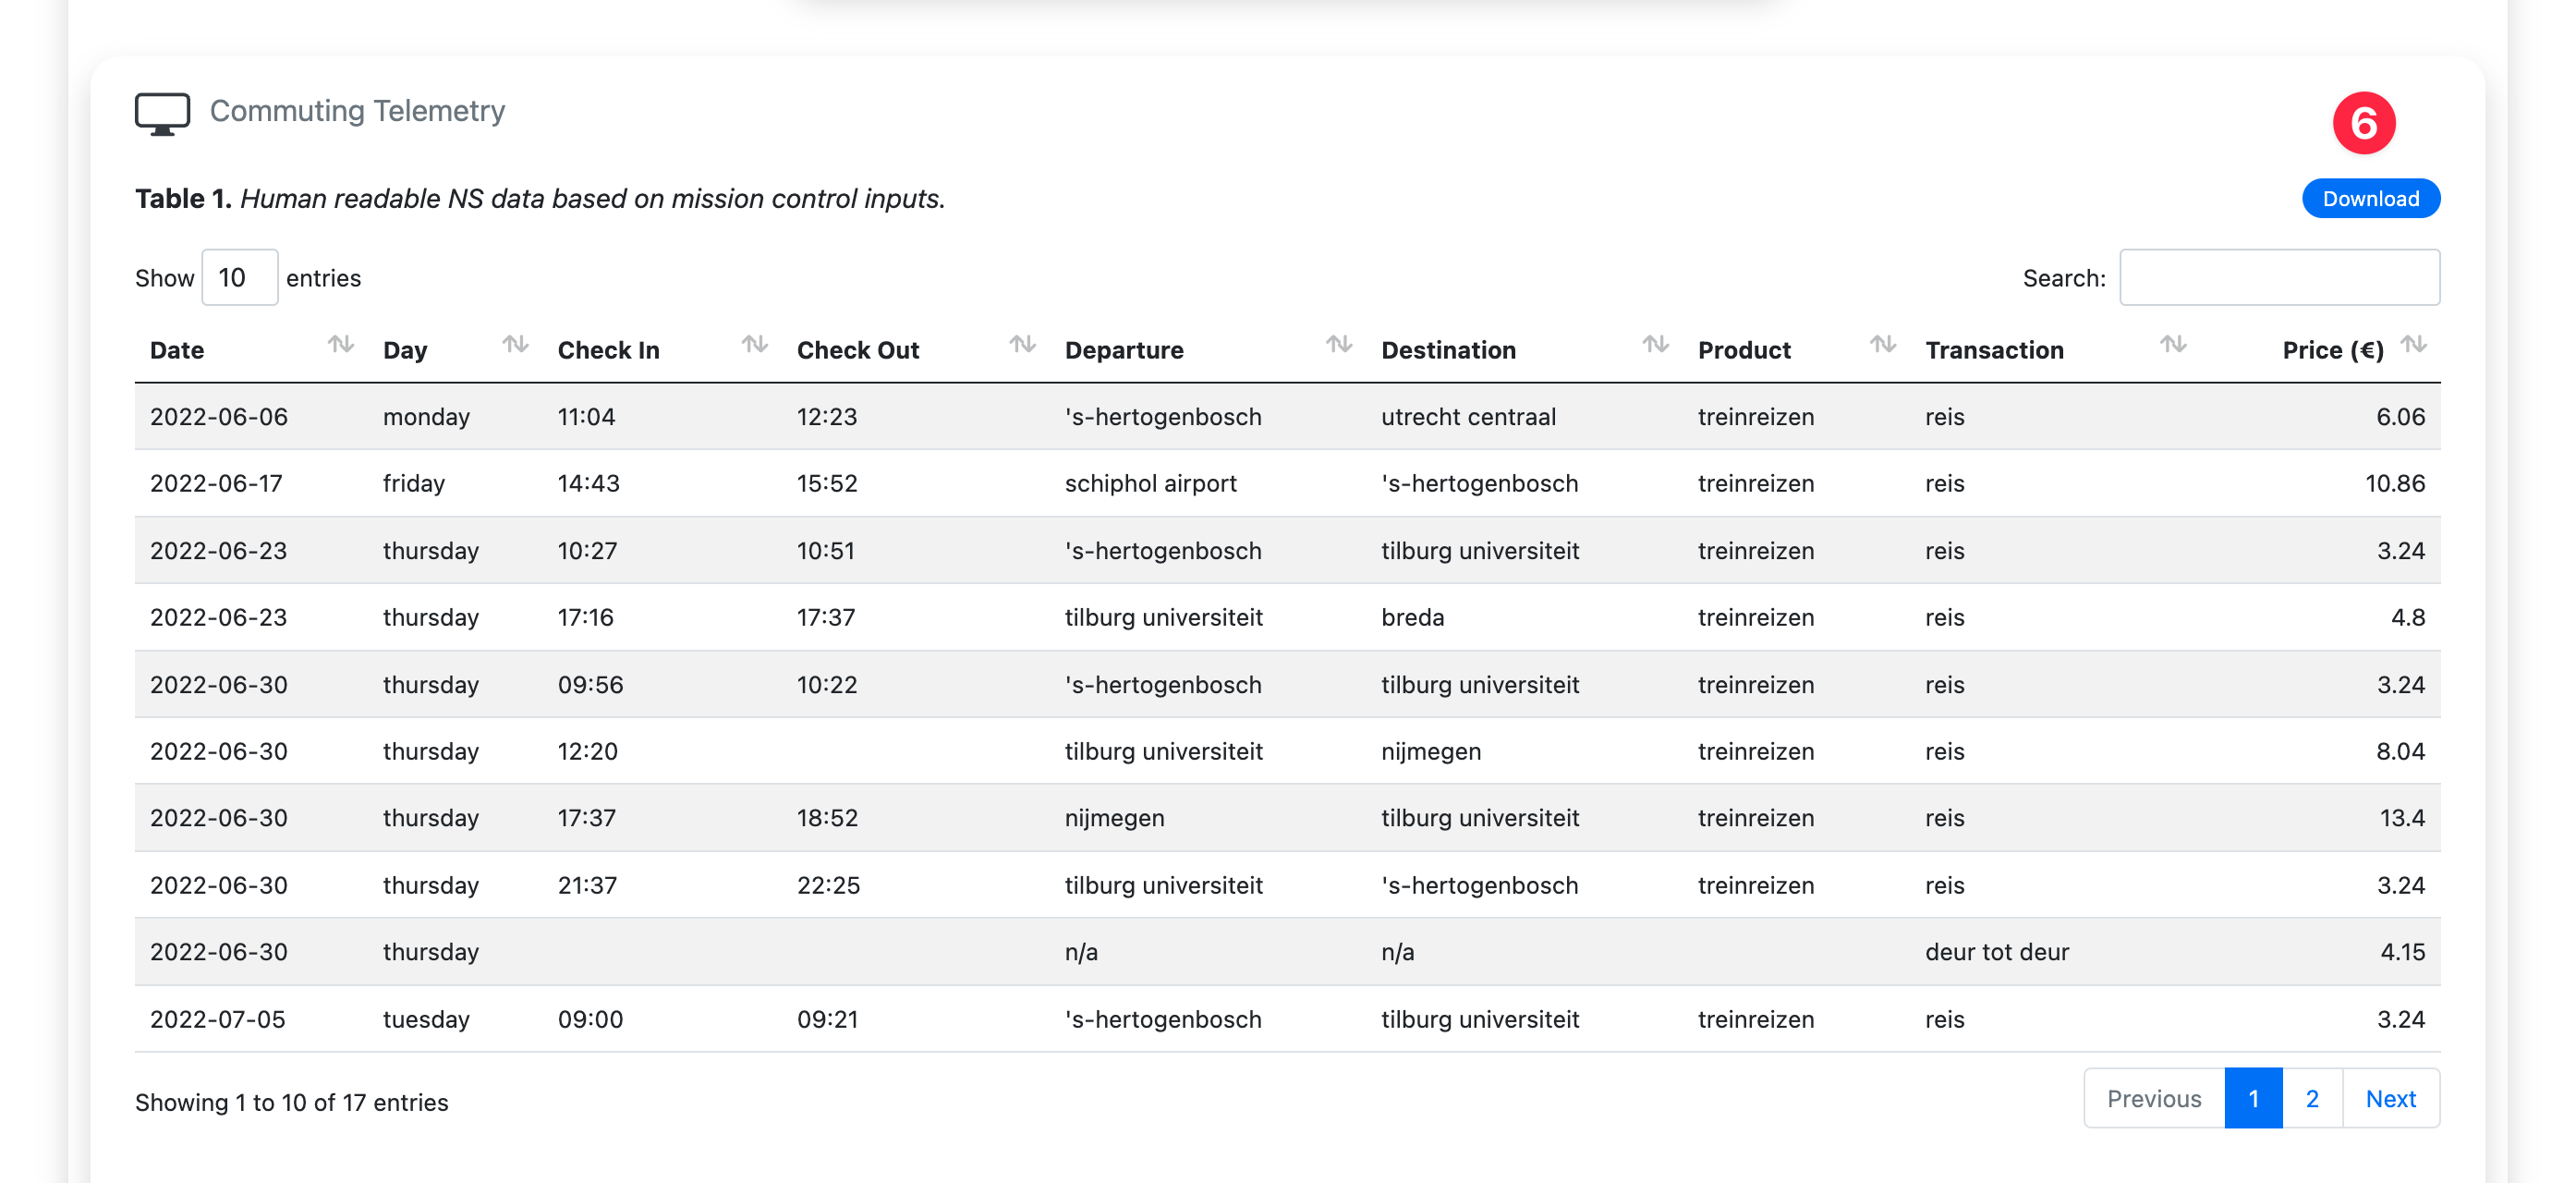 Commuting Telemetry
6
Table 1. Human readable NS data based on mission control inputs.
Download
Show 10 entries
Search:
Date Day Check In Check Out Departure Destination Product Transaction Price (€)
2022-06-06 monday 11:04 12:23 's-hertogenbosch utrecht centraal treinreizen reis 6.06
2022-06-17 friday 14:43 15:52 schiphol airport 's-hertogenbosch treinreizen reis 10.86
2022-06-23 thursday 10:27 10:51 's-hertogenbosch tilburg universiteit treinreizen reis 3.24
2022-06-23 thursday 17:16 17:37 tilburg universiteit breda treinreizen reis 4.8
2022-06-30 thursday 09:56 10:22 's-hertogenbosch tilburg universiteit treinreizen reis 3.24
2022-06-30 thursday 12:20 tilburg universiteit nijmegen treinreizen reis 8.04
2022-06-30 thursday 17:37 18:52 nijmegen tilburg universiteit treinreizen reis 13.4
2022-06-30 thursday 21:37 22:25 tilburg universiteit 's-hertogenbosch treinreizen reis 3.24
2022-06-30 thursday n/a n/a deur tot deur 4.15
2022-07-05 tuesday 09:00 09:21 's-hertogenbosch tilburg universiteit treinreizen reis 3.24
Showing 1 to 10 of 17 entries
Previous 1 2 Next